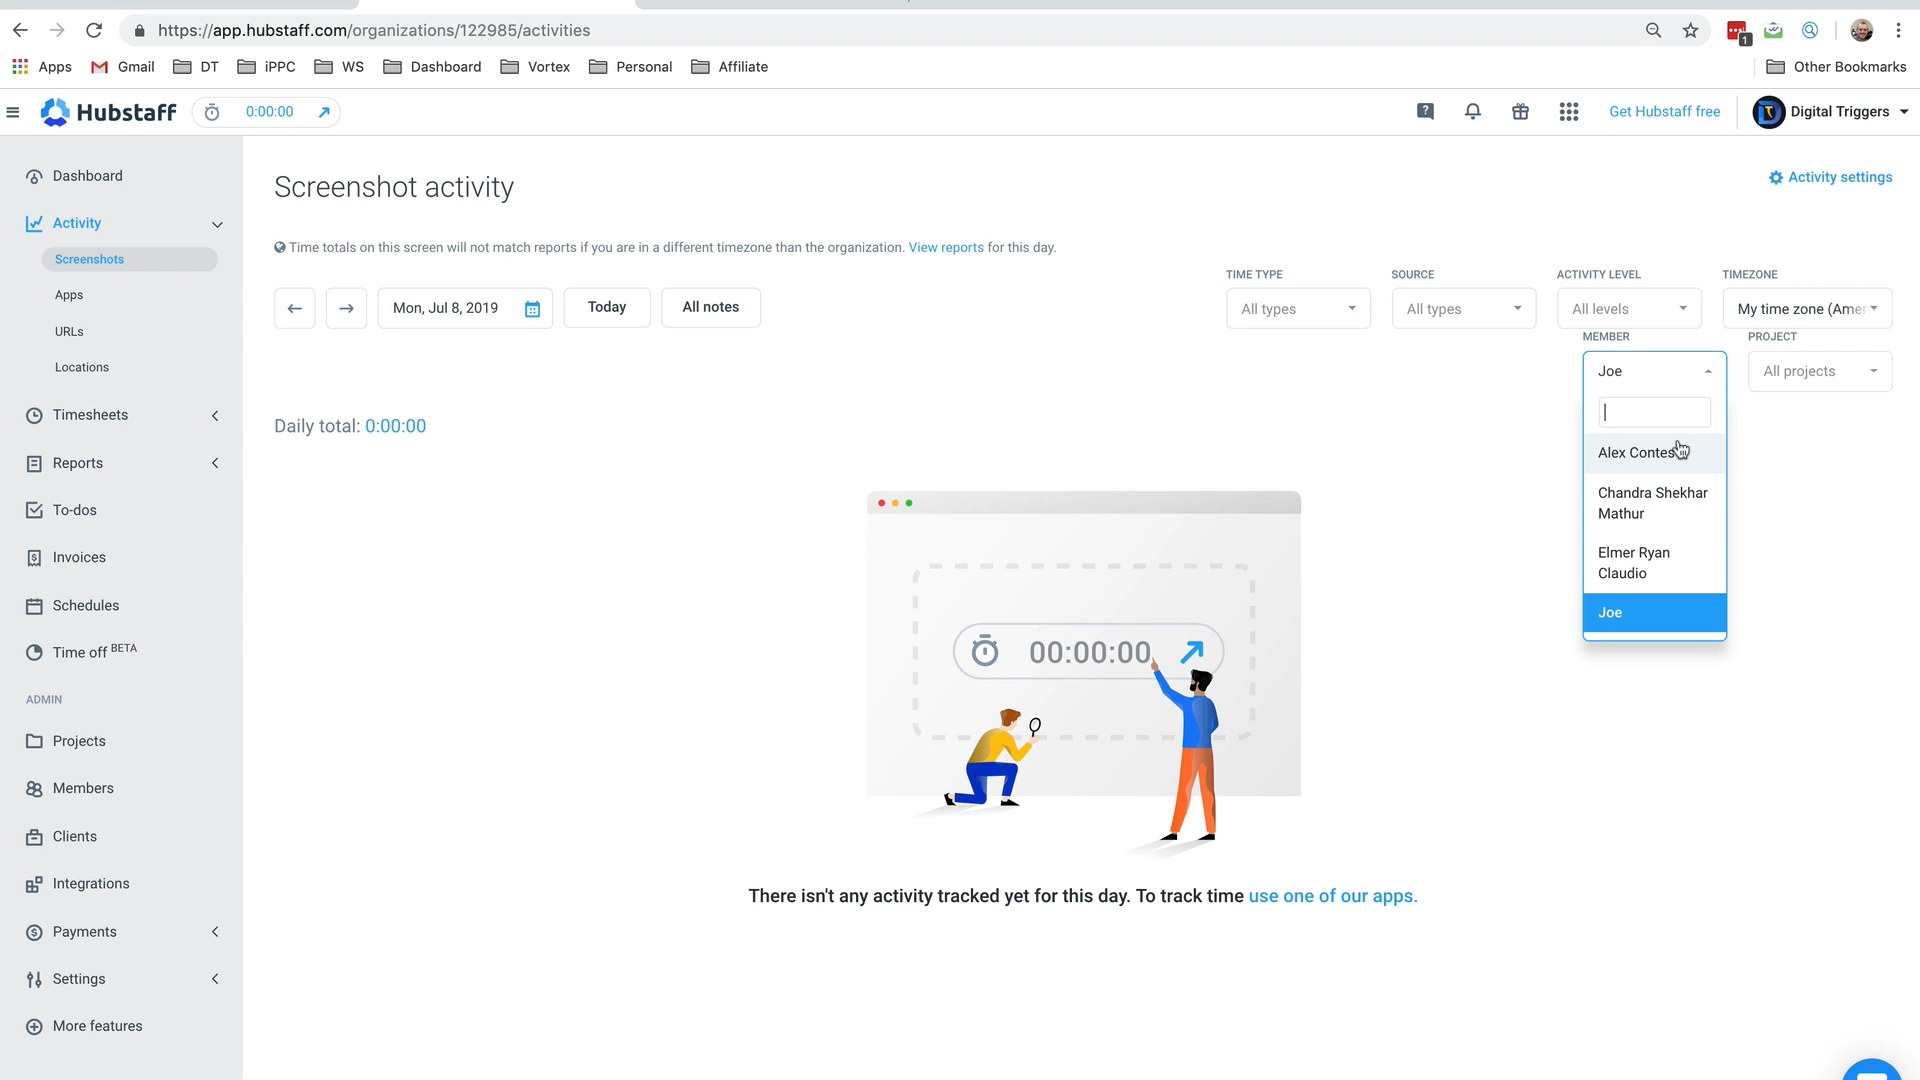 https://app.hubstaff.com/organizations/122985/activities
1
Apps
Gmail
DT
iPPC
WS
Dashboard
Vortex
Personal
Affiliate
Other Bookmarks
Hubstaff
0:00:00
Get Hubstaff free
Digital Triggers
Dashboard
Activity
Screenshots
Apps
URLs
Locations
Timesheets
Reports
To-dos
Invoices
Schedules
Time off BETA
ADMIN
Projects
Members
Clients
Integrations
Payments
Settings
More features
Screenshot activity
Activity settings
Time totals on this screen will not match reports if you are in a different timezone than the organization. View reports for this day.
TIME TYPE
SOURCE
ACTIVITY LEVEL
TIMEZONE
Mon, Jul 8, 2019
Today
All notes
All types
All types
All levels
My time zone (Amer
MEMBER
PROJECT
Joe
All projects
Daily total: 0:00:00
Alex Contes
Chandra Shekhar
Mathur
Elmer Ryan
Claudio
Joe
00:00:00
There isn't any activity tracked yet for this day. To track time use one of our apps.